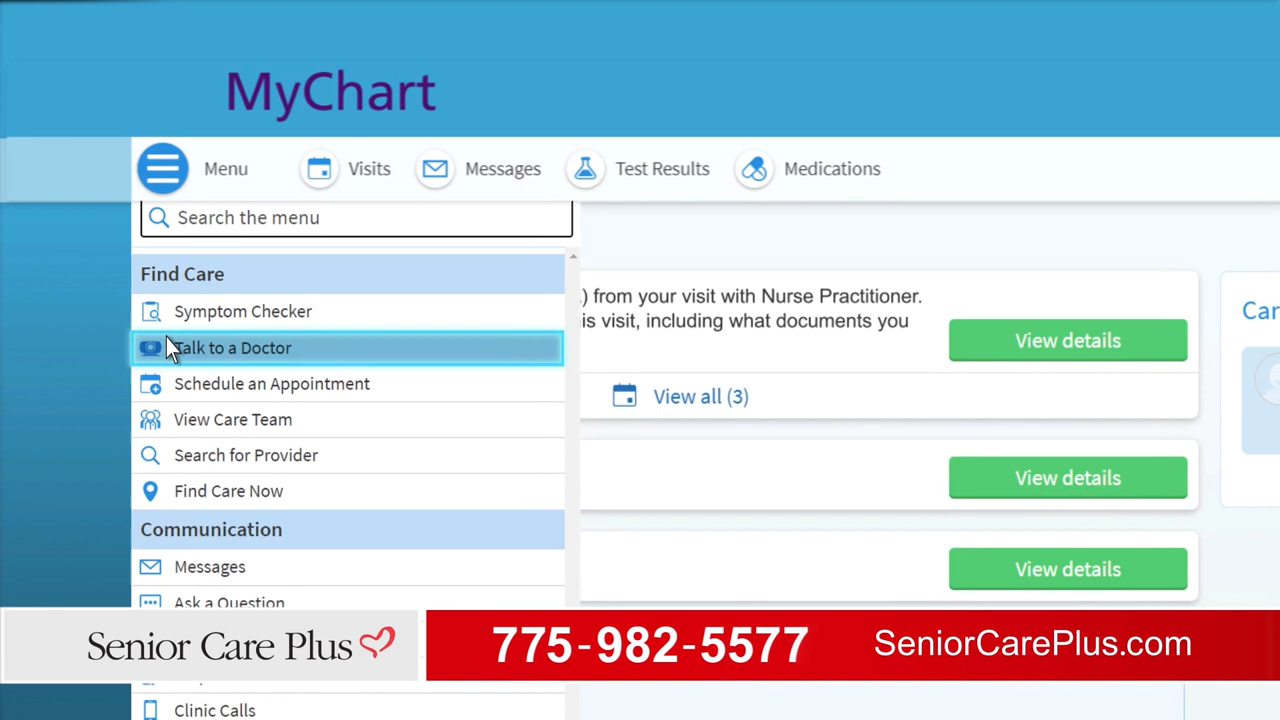 MyChart
Menu
Visits
Messages
Test Results
Medications
Search the menu
Find Care
Symptom Checker
Talk to a Doctor
Schedule an Appointment
View Care Team
Search for Provider
Find Care Now
Communication
Messages
Ask a Question
Clinic Calls
) from your visit with Nurse Practitioner.
is visit, including what documents you
View details
View all (3)
View details
View details
Car
Senior Care Plus
775-982-5577
SeniorCarePlus.com